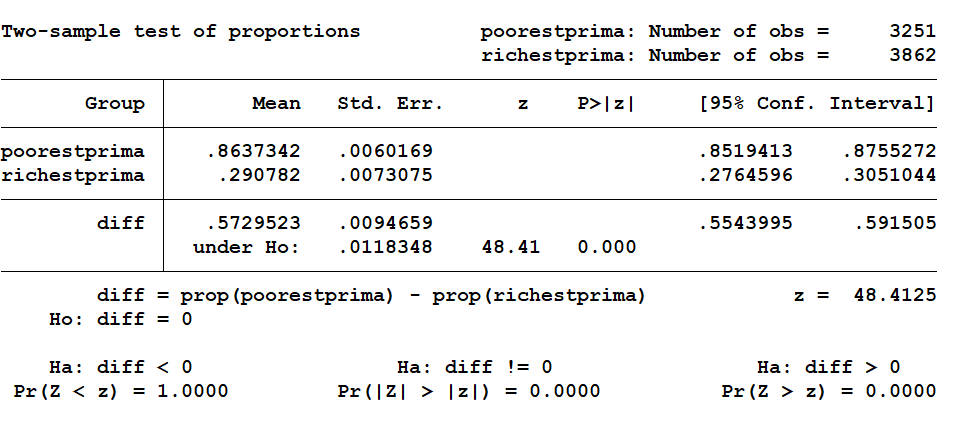 Two-sample test of proportions poorestprima: Number of obs = 3251
richestprima: Number of obs = 3862
Group Mean Std. Err. z P>|z| [95% Conf. Interval]
poorestprima .8637342 .0060169 .8519413 .8755272
richestprima .290782 .0073075 .2764596 .3051044
diff .5729523 .0094659 .5543995 .591505
under Ho: .0118348 48.41 0.000
diff = prop(poorestprima) - prop(richestprima) z = 48.4125
Ho: diff = 0
Ha: diff < 0 Ha: diff != 0 Ha: diff > 0
Pr(Z < z) = 1.0000 Pr(|Z| > |z|) = 0.0000 Pr(Z > z) = 0.0000